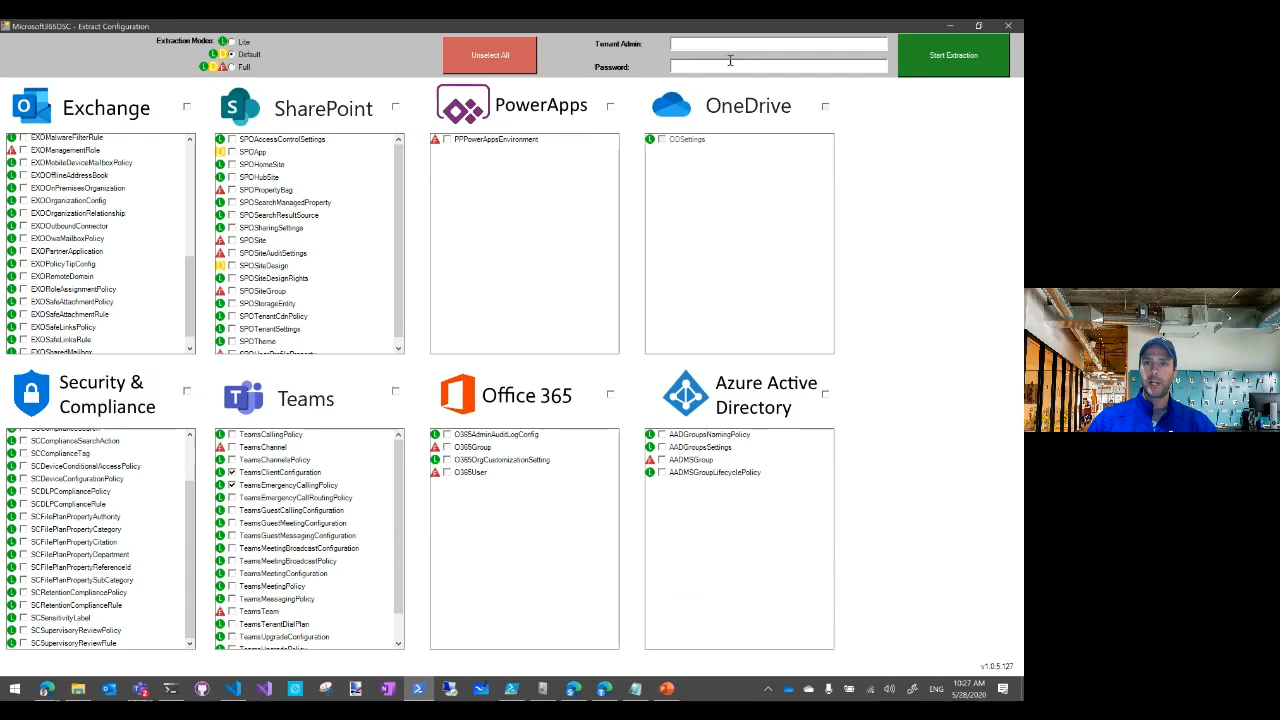 Microsoft365DSC - Extract Configuration
Extraction Modes:
L
Lite
L D
Default
L D F
Full
Unselect All
Tenant Admin:
Password:
Start Extraction
Exchange
EXOMalwareFilterRule
EXOManagementRole
EXOMobileDeviceMailboxPolicy
EXOOfflineAddressBook
EXOOnPremisesOrganization
EXOOrganizationConfig
EXOOrganizationRelationship
EXOOutboundConnector
EXOOwaMailboxPolicy
EXOPartnerApplication
EXOPolicyTipConfig
EXORemoteDomain
EXORoleAssignmentPolicy
EXOSafeAttachmentPolicy
EXOSafeAttachmentRule
EXOSafeLinksPolicy
EXOSafeLinksRule
EXOSharedMailbox
SharePoint
SPOAccessControlSettings
SPOApp
SPOHomeSite
SPOHubSite
SPOPropertyBag
SPOSearchManagedProperty
SPOSearchResultSource
SPOSharingSettings
SPOSite
SPOSiteAuditSettings
SPOSiteDesign
SPOSiteDesignRights
SPOSiteGroup
SPOStorageEntity
SPOTenantCdnPolicy
SPOTenantSettings
SPOTheme
SPOUserProfileProperty
PowerApps
PPPowerAppsEnvironment
OneDrive
ODSettings
Security &
Compliance
SCComplianceSearch
SCComplianceSearchAction
SCComplianceTag
SCDeviceConditionalAccessPolicy
SCDeviceConfigurationPolicy
SCDLPCompliancePolicy
SCDLPComplianceRule
SCFilePlanPropertyAuthority
SCFilePlanPropertyCategory
SCFilePlanPropertyCitation
SCFilePlanPropertyDepartment
SCFilePlanPropertyReferenceId
SCFilePlanPropertySubCategory
SCRetentionCompliancePolicy
SCRetentionComplianceRule
SCSensitivityLabel
SCSupervisoryReviewPolicy
SCSupervisoryReviewRule
Teams
TeamsCallingPolicy
TeamsChannel
TeamsChannelsPolicy
TeamsClientConfiguration
TeamsEmergencyCallingPolicy
TeamsEmergencyCallRoutingPolicy
TeamsGuestCallingConfiguration
TeamsGuestMeetingConfiguration
TeamsGuestMessagingConfiguration
TeamsMeetingBroadcastConfiguration
TeamsMeetingBroadcastPolicy
TeamsMeetingConfiguration
TeamsMeetingPolicy
TeamsMessagingPolicy
TeamsTeam
TeamsTenantDialPlan
TeamsUpgradeConfiguration
TeamsUpgradePolicy
Office 365
O365AdminAuditLogConfig
O365Group
O365OrgCustomizationSetting
O365User
Azure Active
Directory
AADGroupsNamingPolicy
AADGroupsSettings
AADMSGroup
AADMSGroupLifecyclePolicy
v1.0.5.127
ENG
10:27 AM
5/28/2020